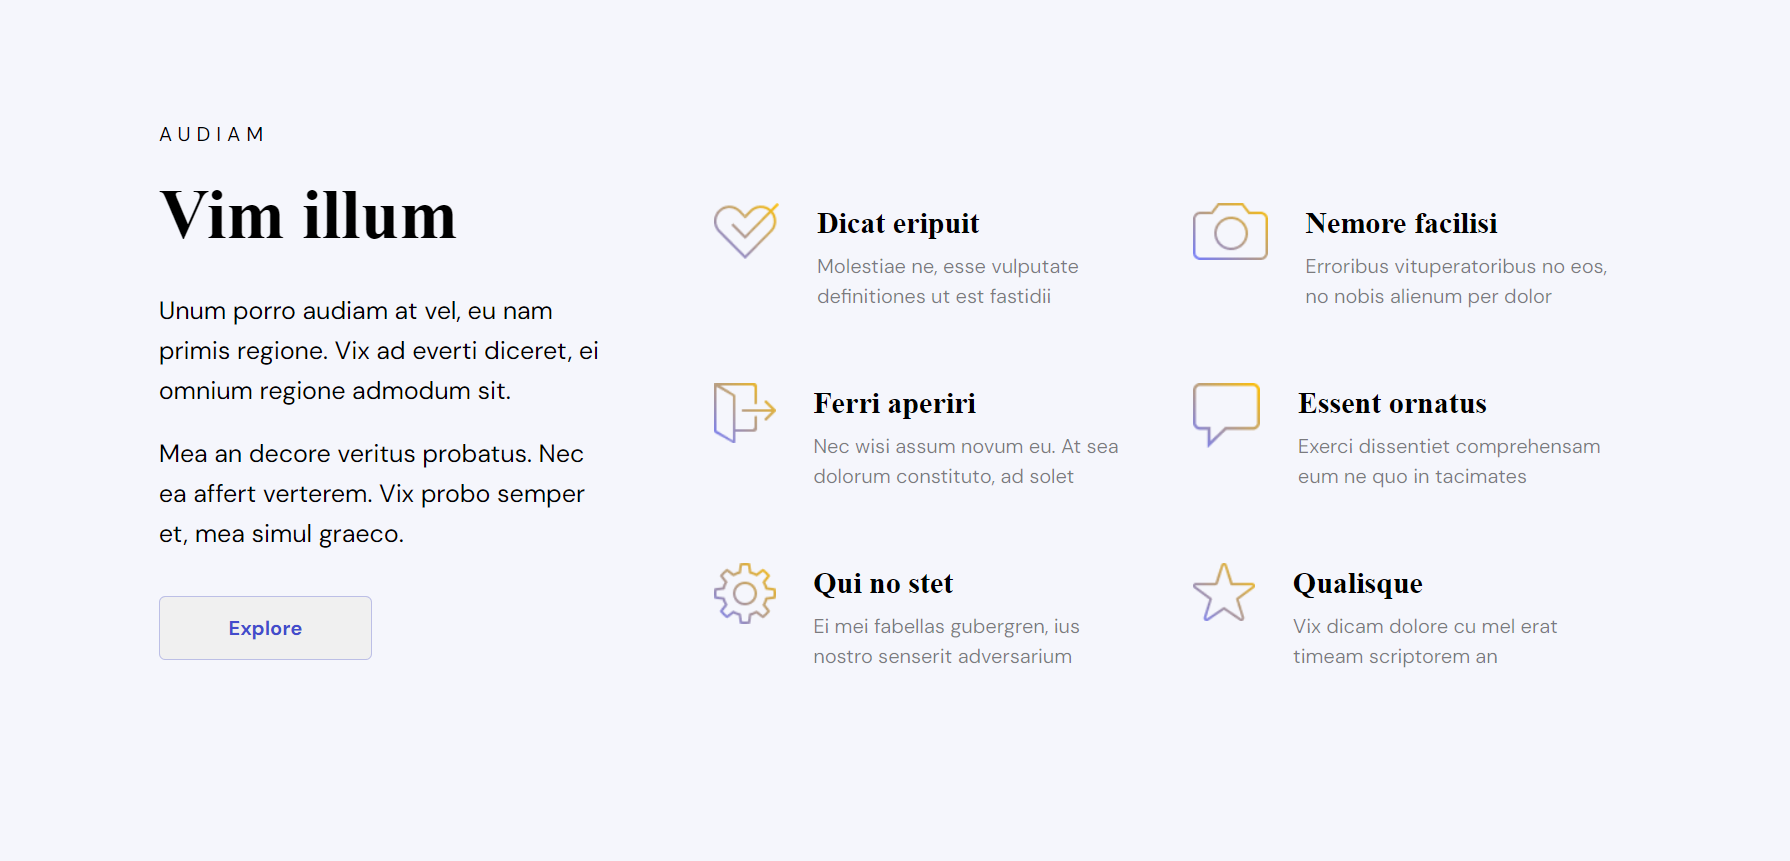 AUDIAM
Vim illum
Unum porro audiam at vel, eu nam
primis regione. Vix ad everti diceret, ei
omnium regione admodum sit.
Mea an decore veritus probatus. Nec
ea affert verterem. Vix probo semper
et, mea simul graeco.
Explore
Dicat eripuit
Molestiae ne, esse vulputate
definitiones ut est fastidii
Nemore facilisi
Erroribus vituperatoribus no eos,
no nobis alienum per dolor
Ferri aperiri
Nec wisi assum novum eu. At sea
dolorum constituto, ad solet
Essent ornatus
Exerci dissentiet comprehensam
eum ne quo in tacimates
Qui no stet
Ei mei fabellas gubergren, ius
nostro senserit adversarium
Qualisque
Vix dicam dolore cu mel erat
timeam scriptorem an